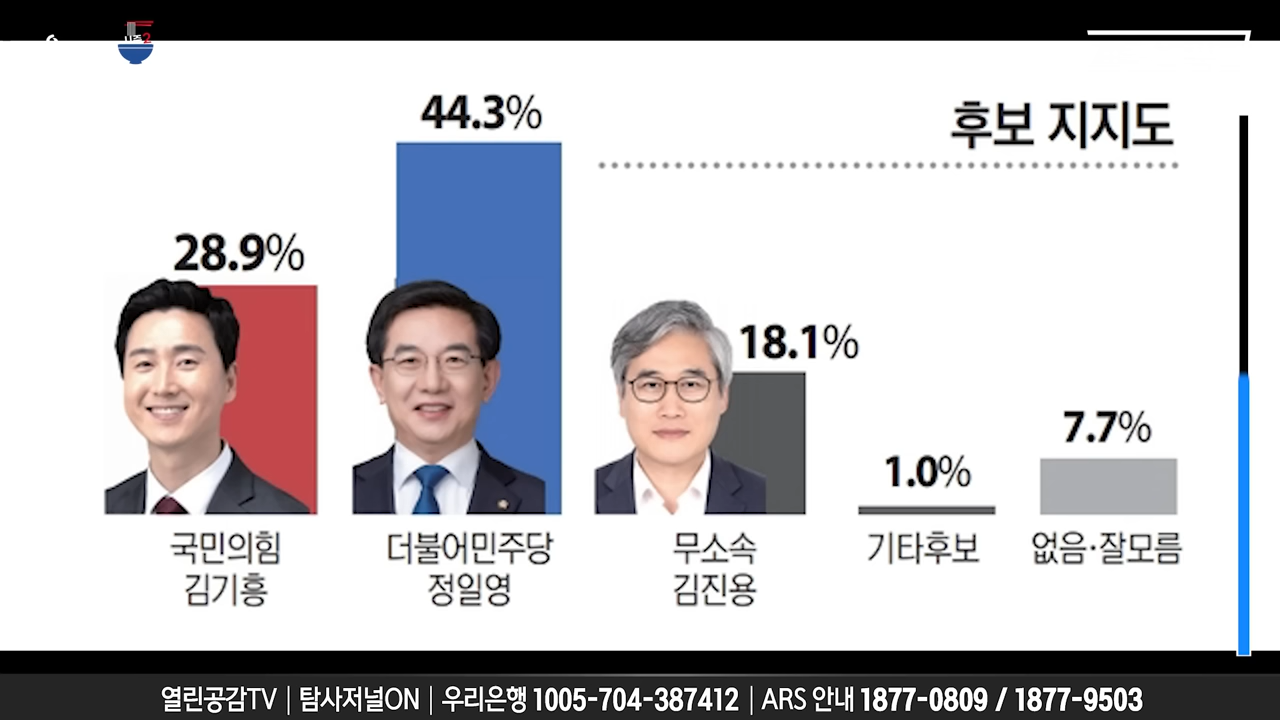 시즌2
후보 지지도
44.3%
28.9%
18.1%
7.7%
1.0%
국민의힘
김기흥
더불어민주당
정일영
무소속
김진용
기타후보
없음·잘모름
열린공감TV | 탐사저널ON | 우리은행 1005-704-387412 | ARS 안내 1877-0809 / 1877-9503